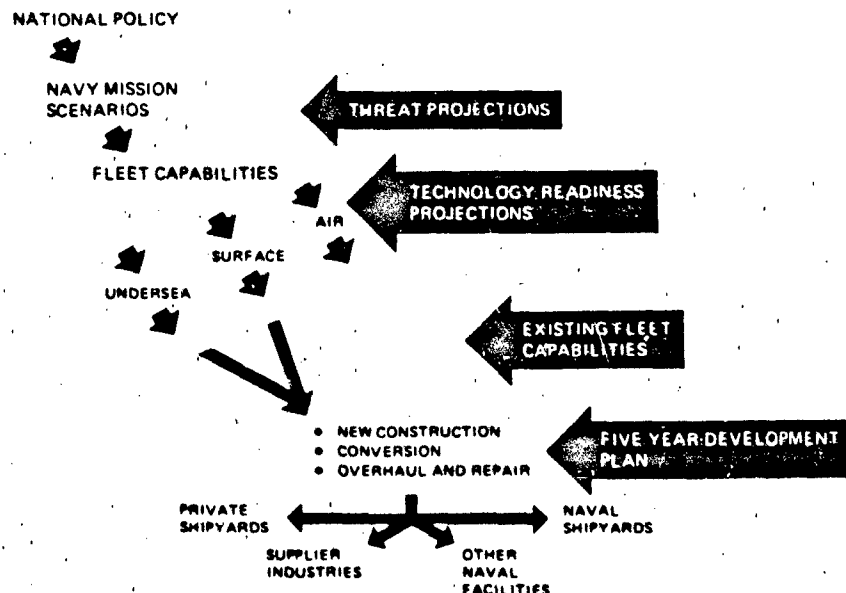 NATIONAL POLICY
NAVY MISSION
SCENARIOS
THREAT PROJECTIONS
FLEET CAPABILITIES
TECHNOLOGY READINESS
PROJECTIONS
AIR
SURFACE
UNDERSEA
EXISTING FLEET
CAPABILITIES
• NEW CONSTRUCTION
• CONVERSION
• OVERHAUL AND REPAIR
FIVE YEAR DEVELOPMENT
PLAN
PRIVATE
SHIPYARDS
NAVAL
SHIPYARDS
SUPPLIER
INDUSTRIES
OTHER
NAVAL
FACILITIES